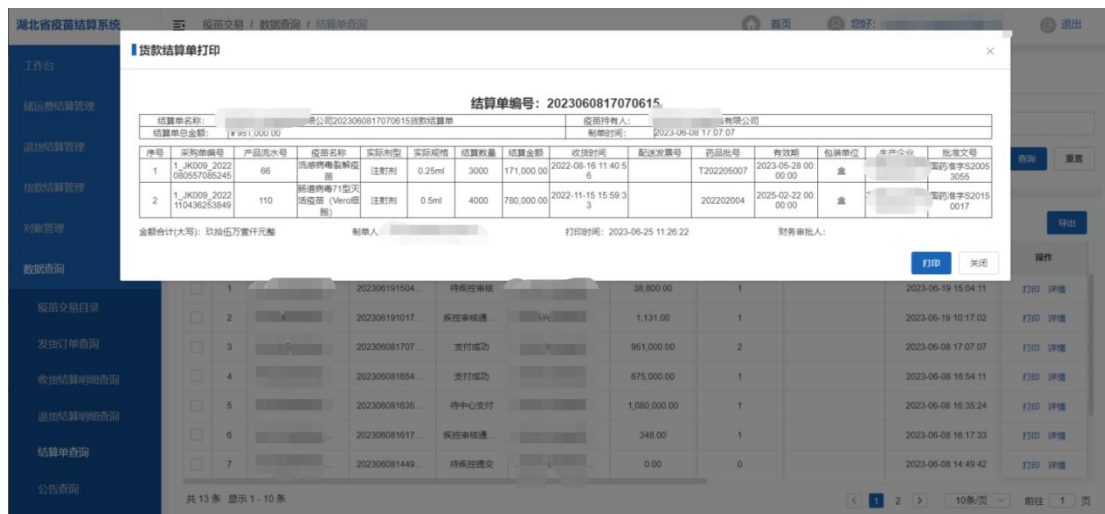 湖北省疫苗结算系统 疫苗交易 / 数据查询 / 结算单查询 首页 您好: 退出
货款结算单打印 ×
工作台
储运费结算管理
退货结算管理
货款结算管理
对账管理
数据查询
疫苗交易目录
发货订单查询
收货结算明细查询
退货结算明细查询
结算单查询
公告查询
结算单编号: 2023060817070615
结算单名称: 限公司2023060817070615货款结算单 疫苗持有人: 有限公司
结算单总金额: ¥951,000.00 制单时间: 2023-06-08 17:07:07
序号 采购单编号 产品流水号 疫苗名称 实际剂型 实际规格 结算数量 结算金额 收货时间 配送发票号 药品批号 有效期 包装单位 生产企业 批准文号
1 1_JK009_2022080557085245 66 流感病毒裂解疫苗 注射剂 0.25ml 3000 171,000.00 2022-08-16 11:40:56 T202205007 2023-05-28 00:00:00 盒 国药准字S20053055
2 1_JK009_2022110436253849 110 肠道病毒71型灭活疫苗 (Vero细胞) 注射剂 0.5ml 4000 780,000.00 2022-11-15 15:59:33 202202004 2025-02-22 00:00:00 盒 国药准字S20150017
金额合计(大写): 玖拾伍万壹仟元整 制单人: 打印时间: 2023-06-25 11:26:22 财务审批人:
打印 关闭
查询 重置
导出
操作
1 202306191504... 待疾控审核 38,800.00 1 2023-06-19 15:04:11 打印 详情
2 202306191017... 疾控审核通... 1,131.00 1 2023-06-19 10:17:02 打印 详情
3 202306081707... 支付成功 951,000.00 2 2023-06-08 17:07:07 打印 详情
4 202306081654... 支付成功 675,000.00 1 2023-06-08 16:54:11 打印 详情
5 202306081635... 待中心支付 1,080,000.00 1 2023-06-08 16:35:24 打印 详情
6 202306081617... 疾控审核通... 348.00 1 2023-06-08 16:17:33 打印 详情
7 202306081449... 待疾控提交 0.00 0 2023-06-08 14:49:42 打印 详情
共 13 条 显示 1 - 10 条 < 1 2 > 10条/页 前往 1 页